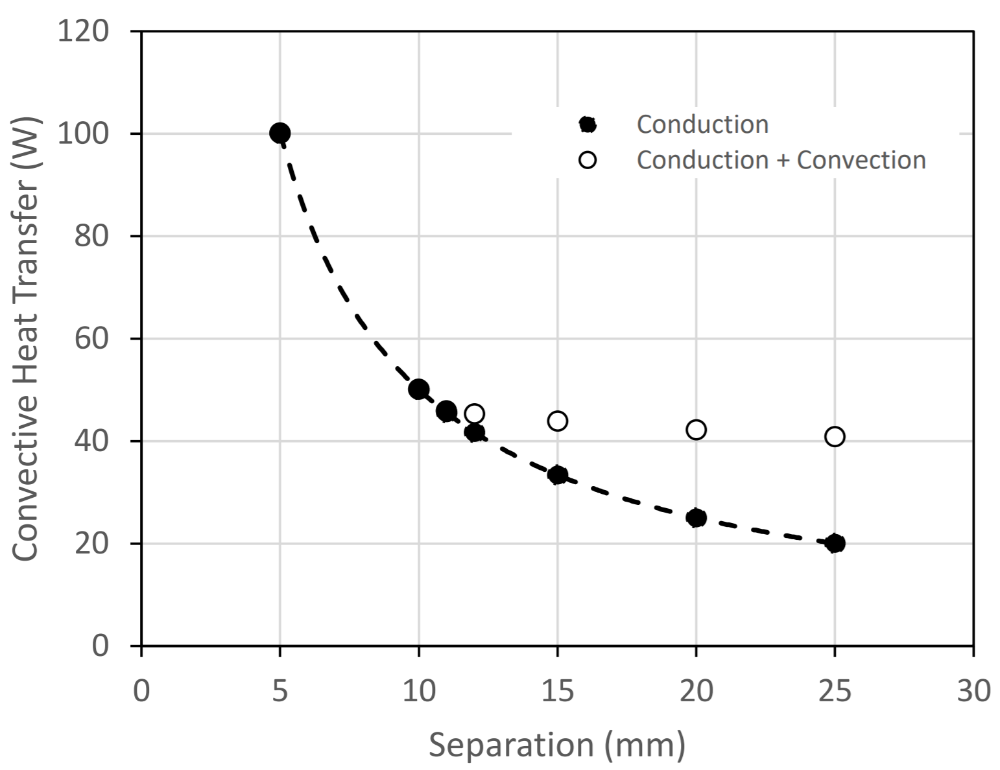 120
100
80
60
40
20
0
Convective Heat Transfer (W)
Conduction
Conduction + Convection
0 5 10 15 20 25 30
Separation (mm)